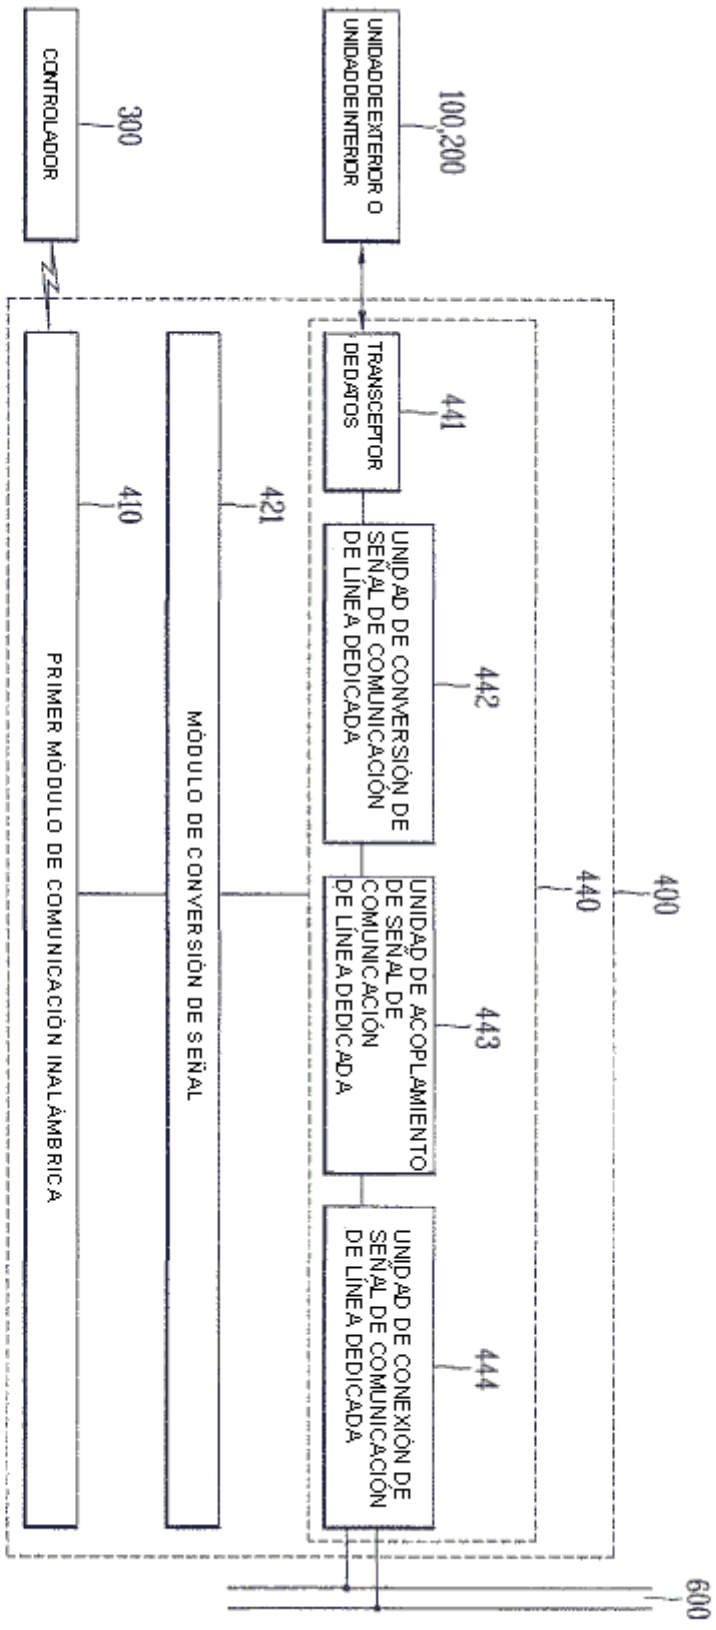 400
440
600
100,200
UNIDAD DE EXTERIOR O
UNIDAD DE INTERIOR
441
TRANSCEPTOR
DE DATOS
442
UNIDAD DE CONVERSIÓN DE
SEÑAL DE COMUNICACIÓN
DE LÍNEA DEDICADA
443
UNIDAD DE ACOPLAMIENTO
DE SEÑAL DE
COMUNICACIÓN
DE LÍNEA DEDICADA
444
UNIDAD DE CONEXIÓN DE
SEÑAL DE COMUNICACIÓN
DE LÍNEA DEDICADA
421
MÓDULO DE CONVERSIÓN DE SEÑAL
300
CONTROLADOR
410
PRIMER MÓDULO DE COMUNICACIÓN INALÁMBRICA